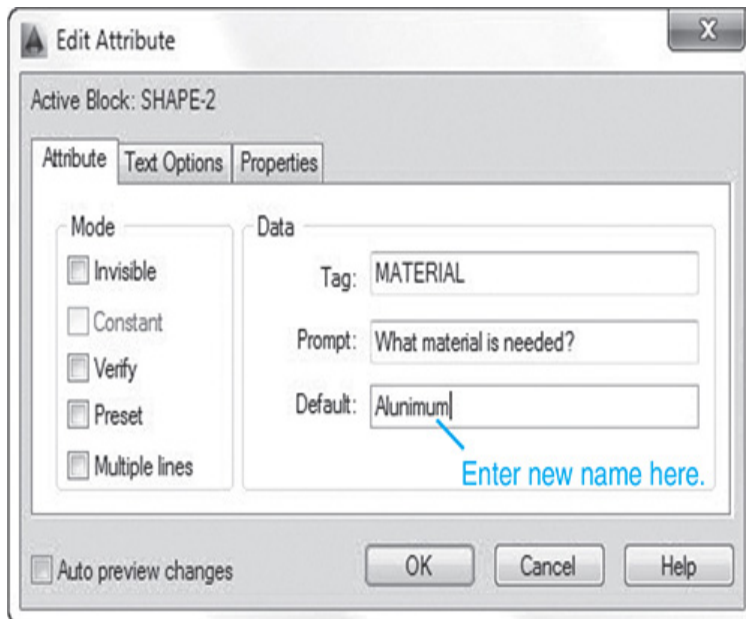 Edit Attribute
X
Active Block: SHAPE-2
Attribute Text Options Properties
Mode
Invisible
Constant
Verify
Preset
Multiple lines
Data
Tag: MATERIAL
Prompt: What material is needed?
Default: Alunimum
Enter new name here.
Auto preview changes
OK Cancel Help